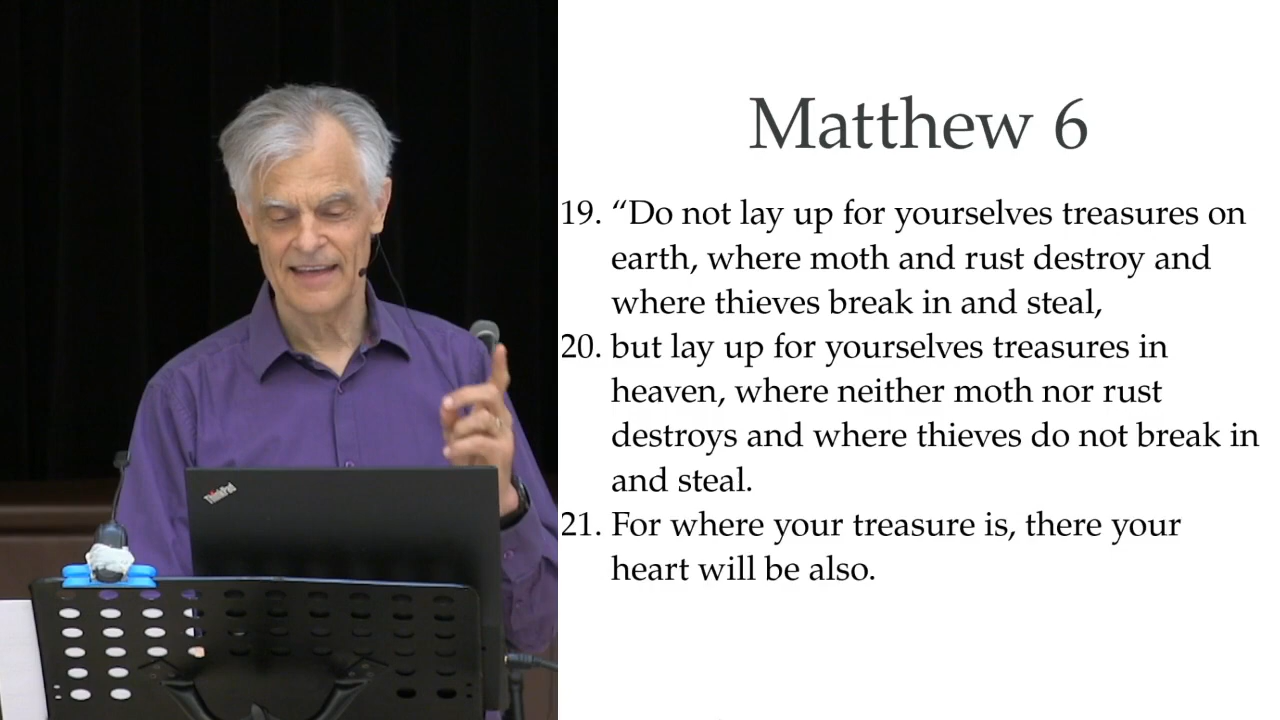 Matthew 6
19. “Do not lay up for yourselves treasures on
earth, where moth and rust destroy and
where thieves break in and steal,
20. but lay up for yourselves treasures in
heaven, where neither moth nor rust
destroys and where thieves do not break in
and steal.
21. For where your treasure is, there your
heart will be also.
ThinkPad